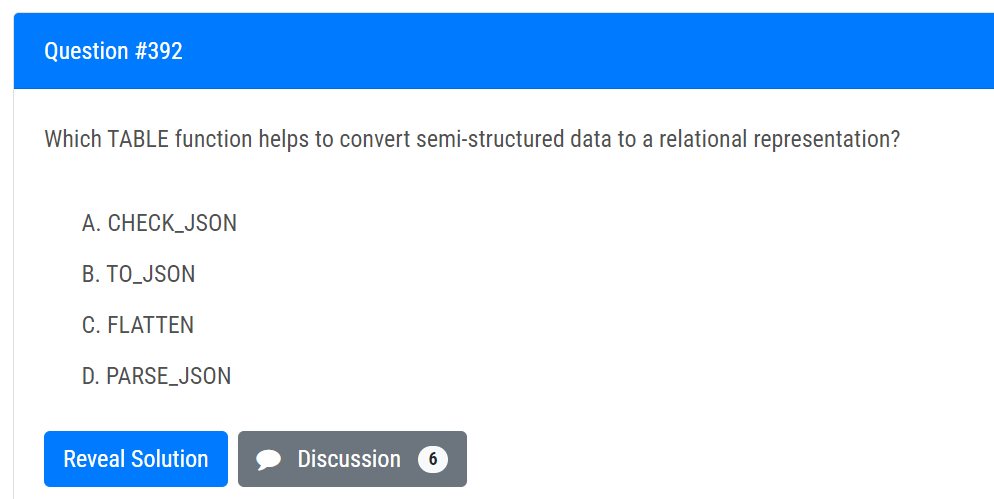 Question #392
Which TABLE function helps to convert semi-structured data to a relational representation?
A. CHECK_JSON
B. TO_JSON
C. FLATTEN
D. PARSE_JSON
Reveal Solution
Discussion 6